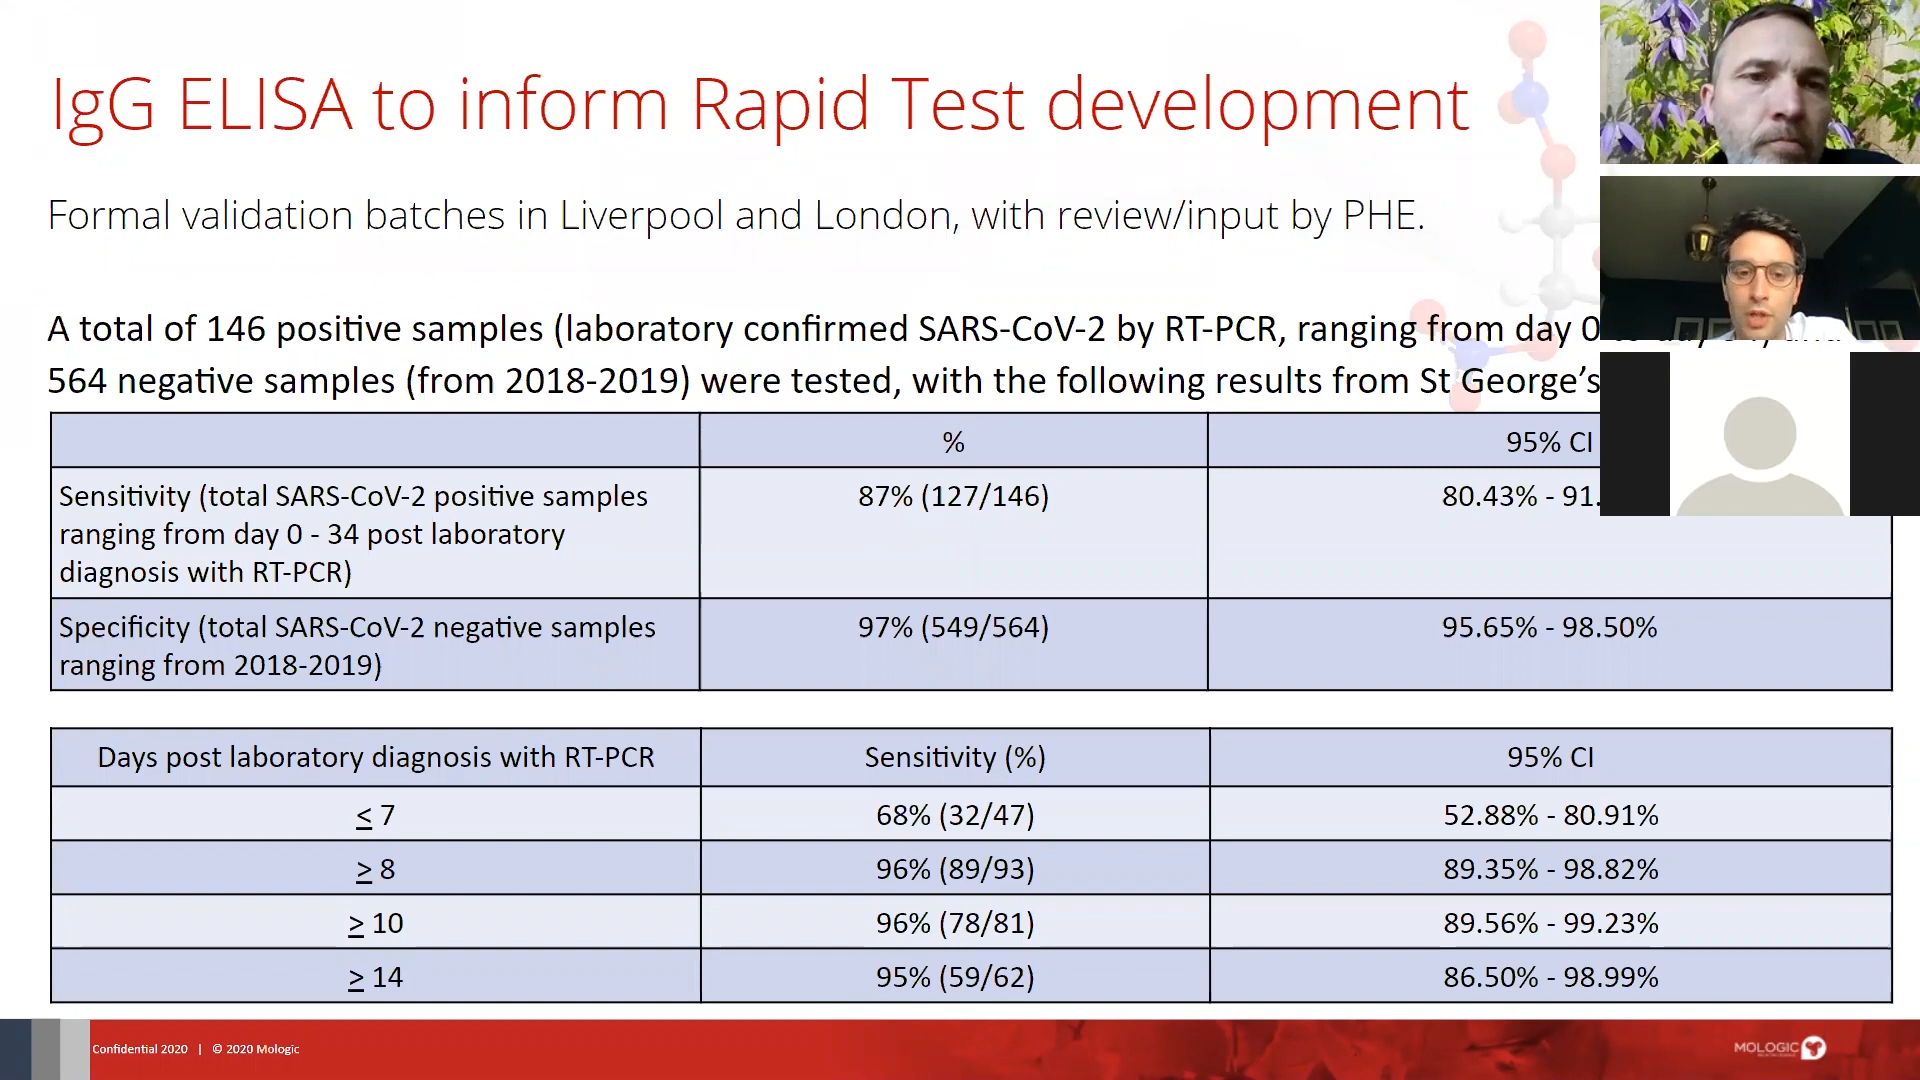 IgG ELISA to inform Rapid Test development
Formal validation batches in Liverpool and London, with review/input by PHE.
A total of 146 positive samples (laboratory confirmed SARS-CoV-2 by RT-PCR, ranging from day 0
564 negative samples (from 2018-2019) were tested, with the following results from St George's
% 95% CI
Sensitivity (total SARS-CoV-2 positive samples 87% (127/146) 80.43% - 91.
ranging from day 0 - 34 post laboratory
diagnosis with RT-PCR)
Specificity (total SARS-CoV-2 negative samples 97% (549/564) 95.65% - 98.50%
ranging from 2018-2019)
Days post laboratory diagnosis with RT-PCR Sensitivity (%) 95% CI
≤ 7 68% (32/47) 52.88% - 80.91%
≥ 8 96% (89/93) 89.35% - 98.82%
≥ 10 96% (78/81) 89.56% - 99.23%
≥ 14 95% (59/62) 86.50% - 98.99%
Confidential 2020 | © 2020 Mologic
MOLOGIC